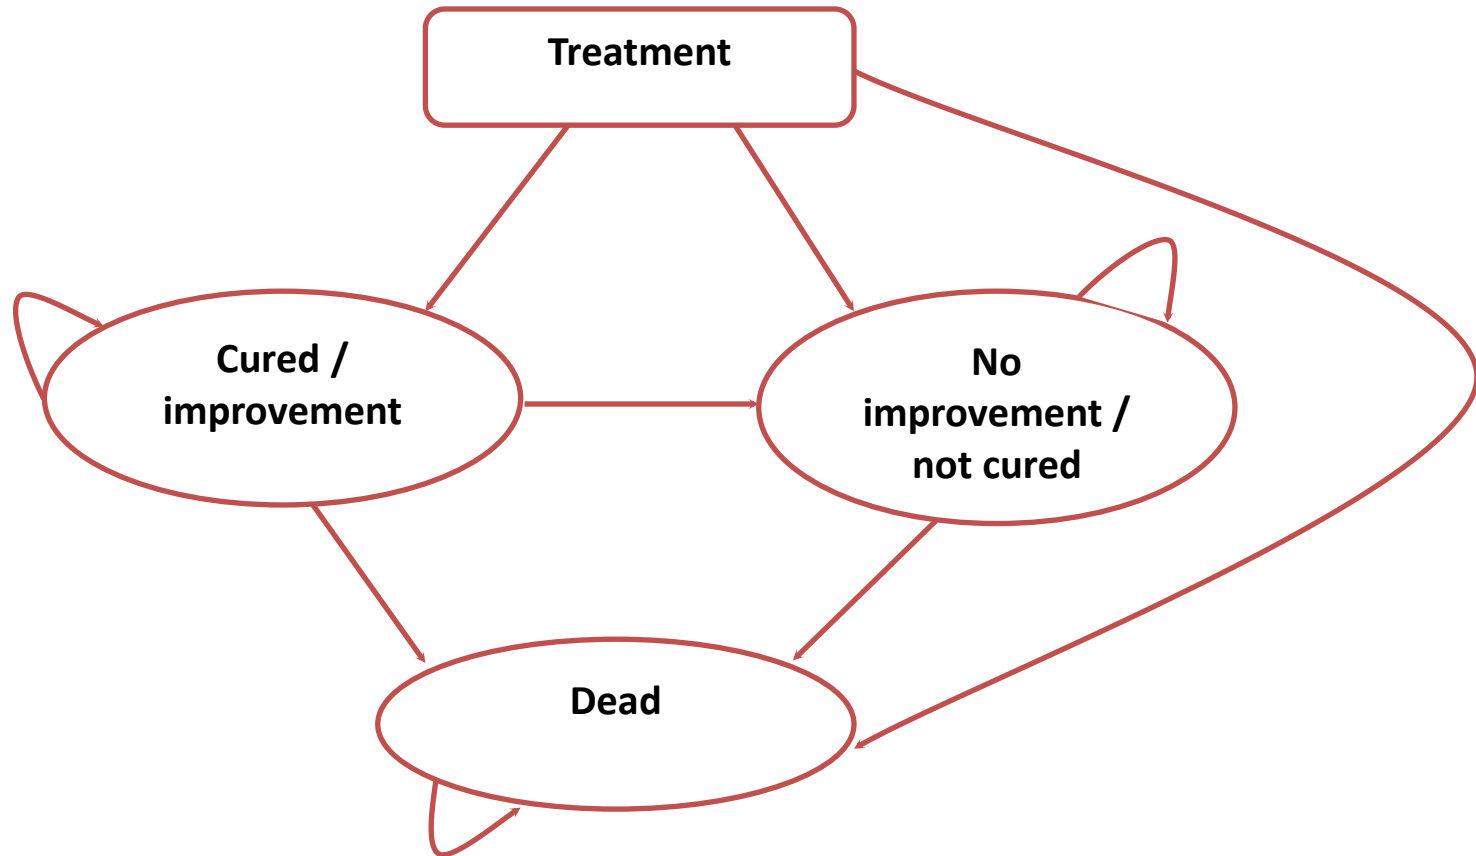 Treatment
Cured /
improvement
No
improvement /
not cured
Dead